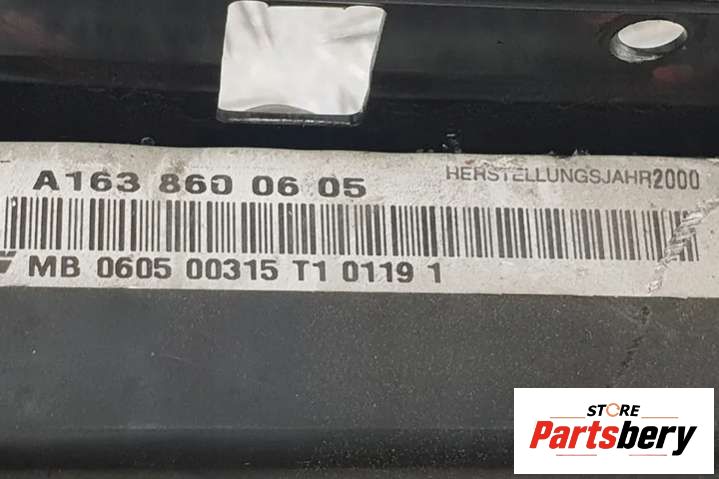 A163 860 06 05
HERSTELLUNGSJAHR2000
MB 0605 00315 T1 0119 1
STORE
Partsbery